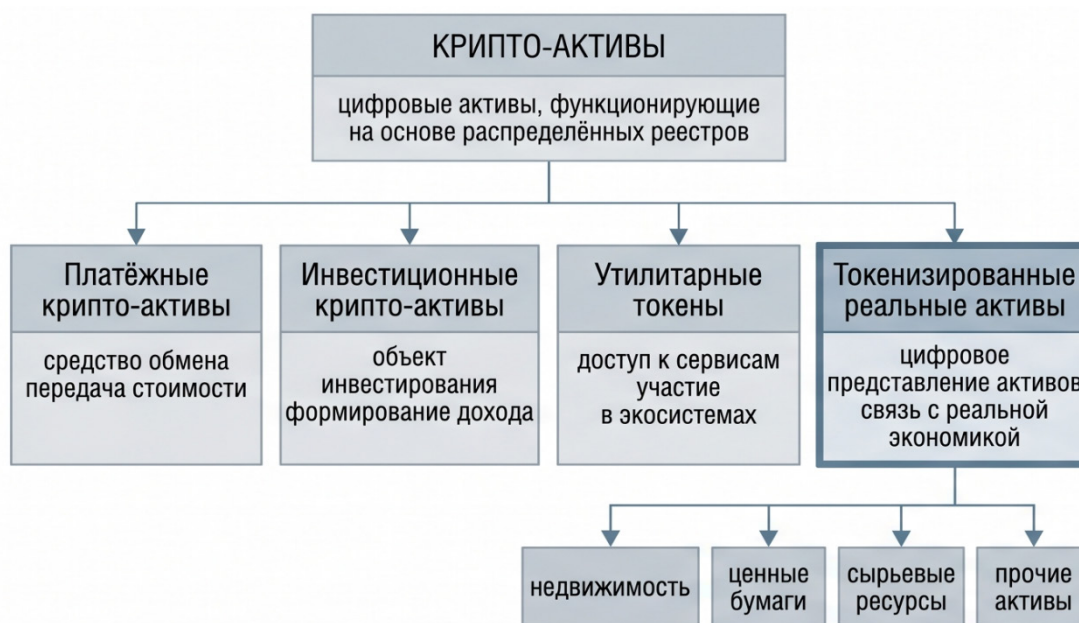 КРИПТО-АКТИВЫ
цифровые активы, функционирующие
на основе распределённых реестров
Платёжные
крипто-активы
средство обмена
передача стоимости
Инвестиционные
крипто-активы
объект
инвестирования
формирование дохода
Утилитарные
токены
доступ к сервисам
участие
в экосистемах
Токенизированные
реальные активы
цифровое
представление активов
связь с реальной
экономикой
недвижимость
ценные
бумаги
сырьевые
ресурсы
прочие
активы